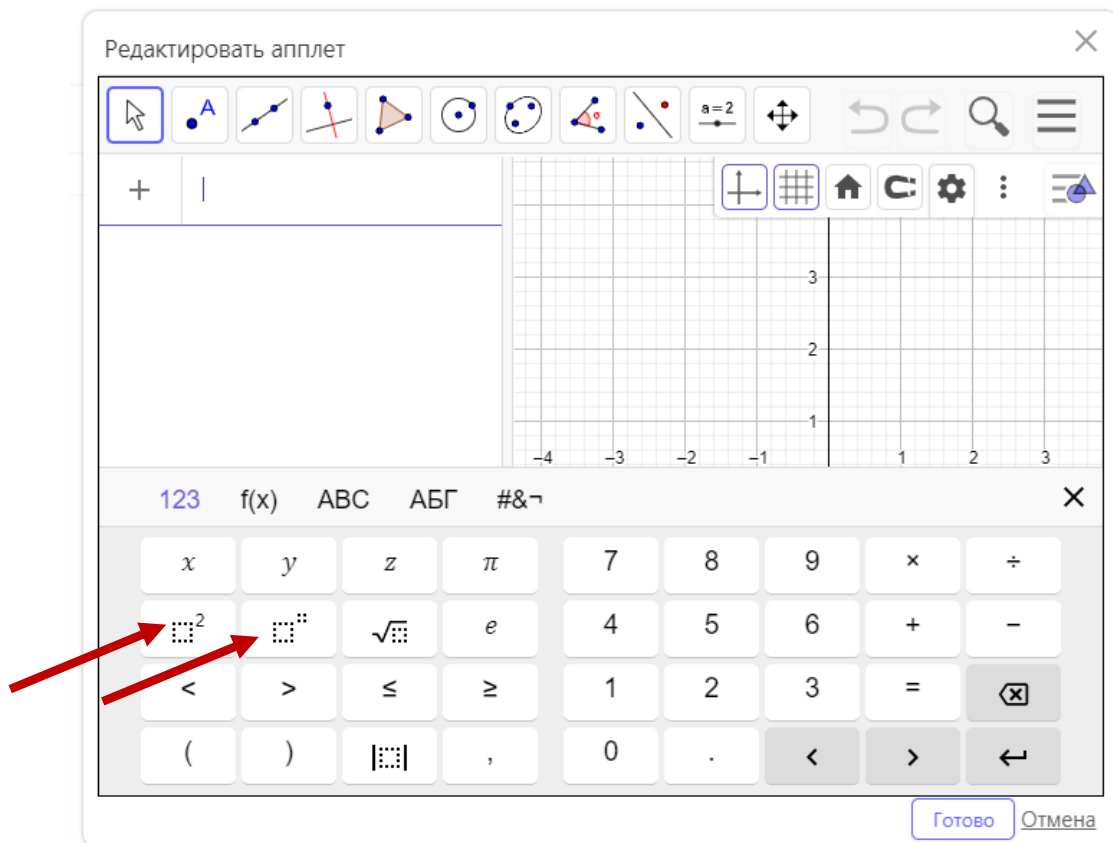 Редактировать апплет
A
a=2
+
3
2
1
–4 –3 –2 –1 1 2 3
123 f(x) ABC АБГ #&¬
x y z π 7 8 9 × ÷
2 √ e 4 5 6 + −
< > ≤ ≥ 1 2 3 =
( ) | | , 0 . < >
Готово Отмена